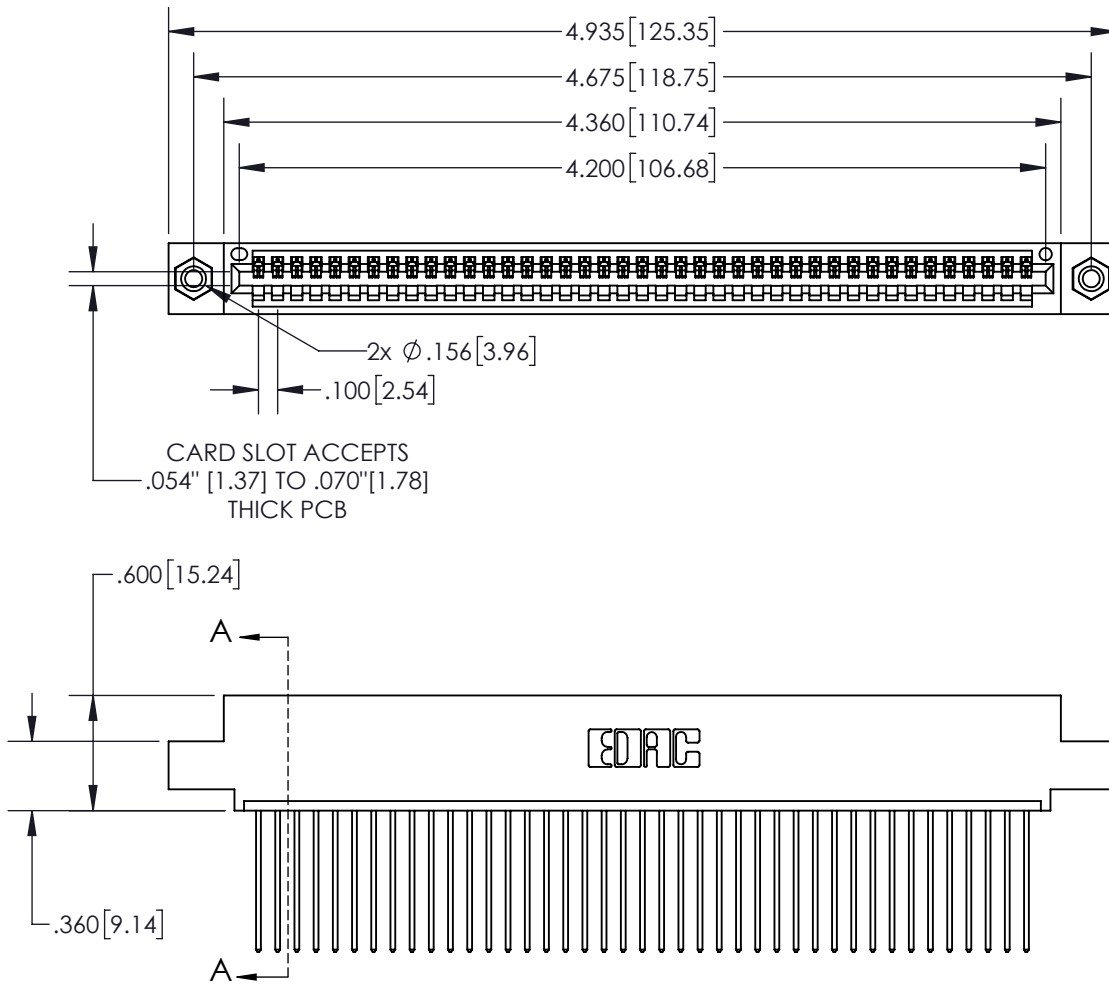 4.935[125.35]
4.675[118.75]
4.360[110.74]
4.200[106.68]
2x Ø.156[3.96]
.100[2.54]
CARD SLOT ACCEPTS
.054" [1.37] TO .070"[1.78]
THICK PCB
.600[15.24]
A
EDAC
.360[9.14]
A